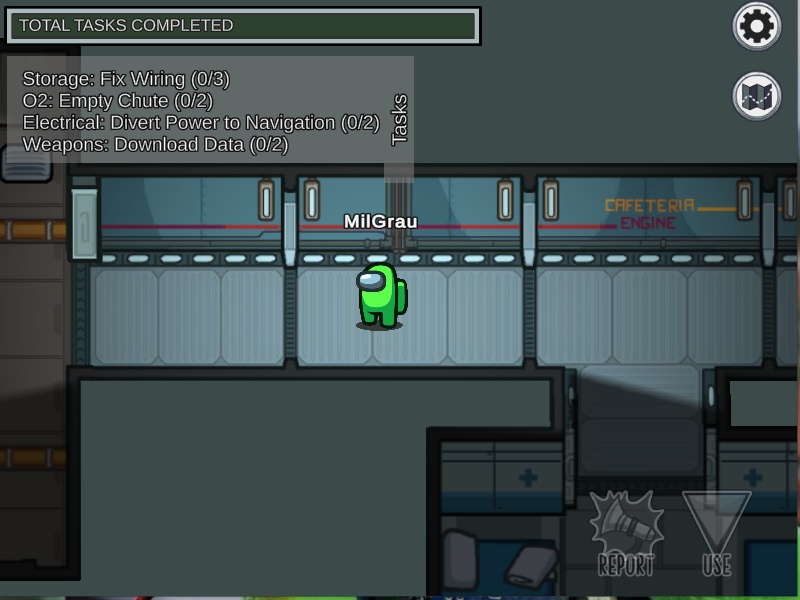 TOTAL TASKS COMPLETED
Storage: Fix Wiring (0/3)
O2: Empty Chute (0/2)
Electrical: Divert Power to Navigation (0/2)
Weapons: Download Data (0/2)
Tasks
CAFETERIA
ENGINE
MilGrau
REPORT
USE